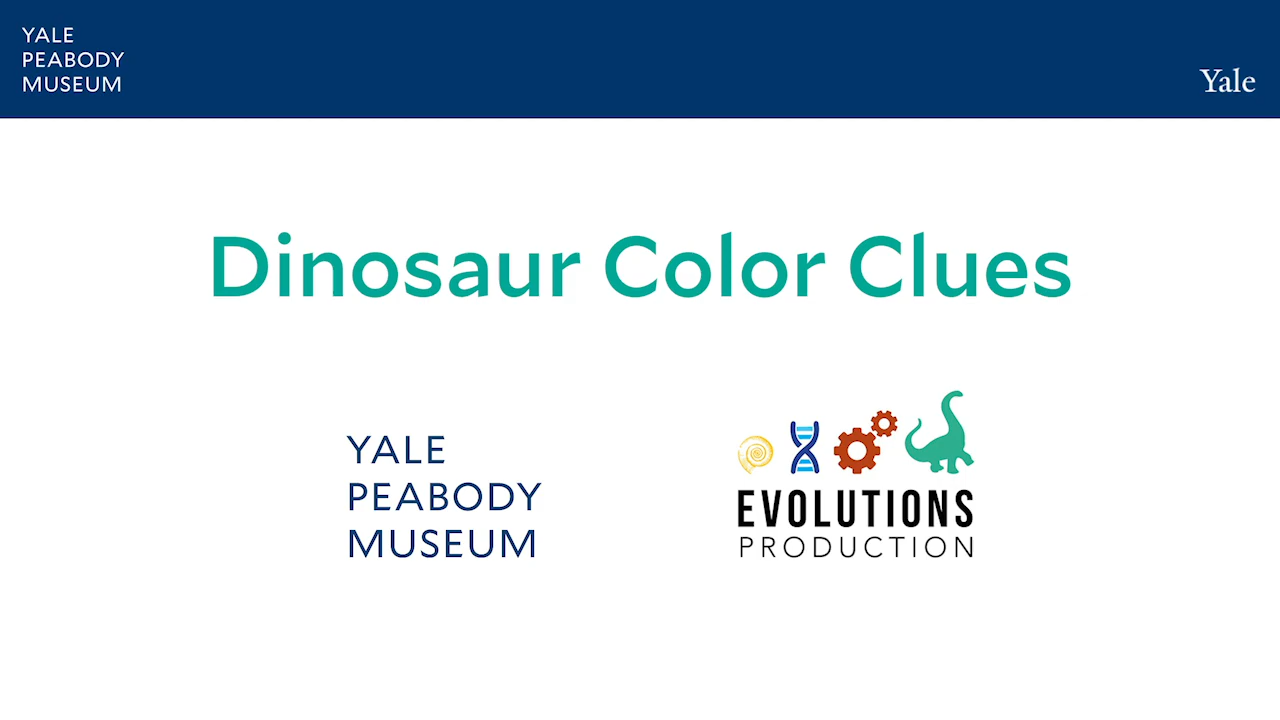 YALE
PEABODY
MUSEUM
Yale
Dinosaur Color Clues
YALE
PEABODY
MUSEUM
EVOLUTIONS
PRODUCTION